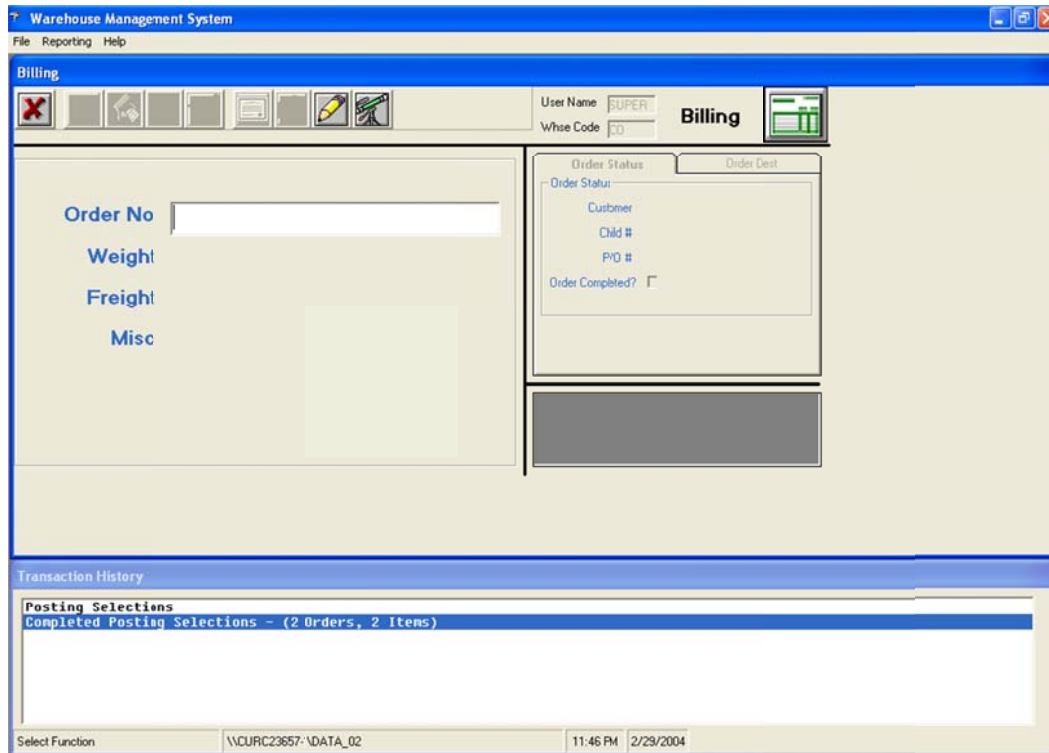 Warehouse Management System
File Reporting Help
Billing
User Name SUPER
Whse Code CO
Billing
Order No
Weight
Freight
Misc
Order Status
Order Dest
Order Status
Customer
Child #
P/O #
Order Completed?
Transaction History
Posting Selections
Completed Posting Selections - (2 Orders, 2 Items)
Select Function
\\CURC23657-\DATA_02
11:46 PM
2/29/2004